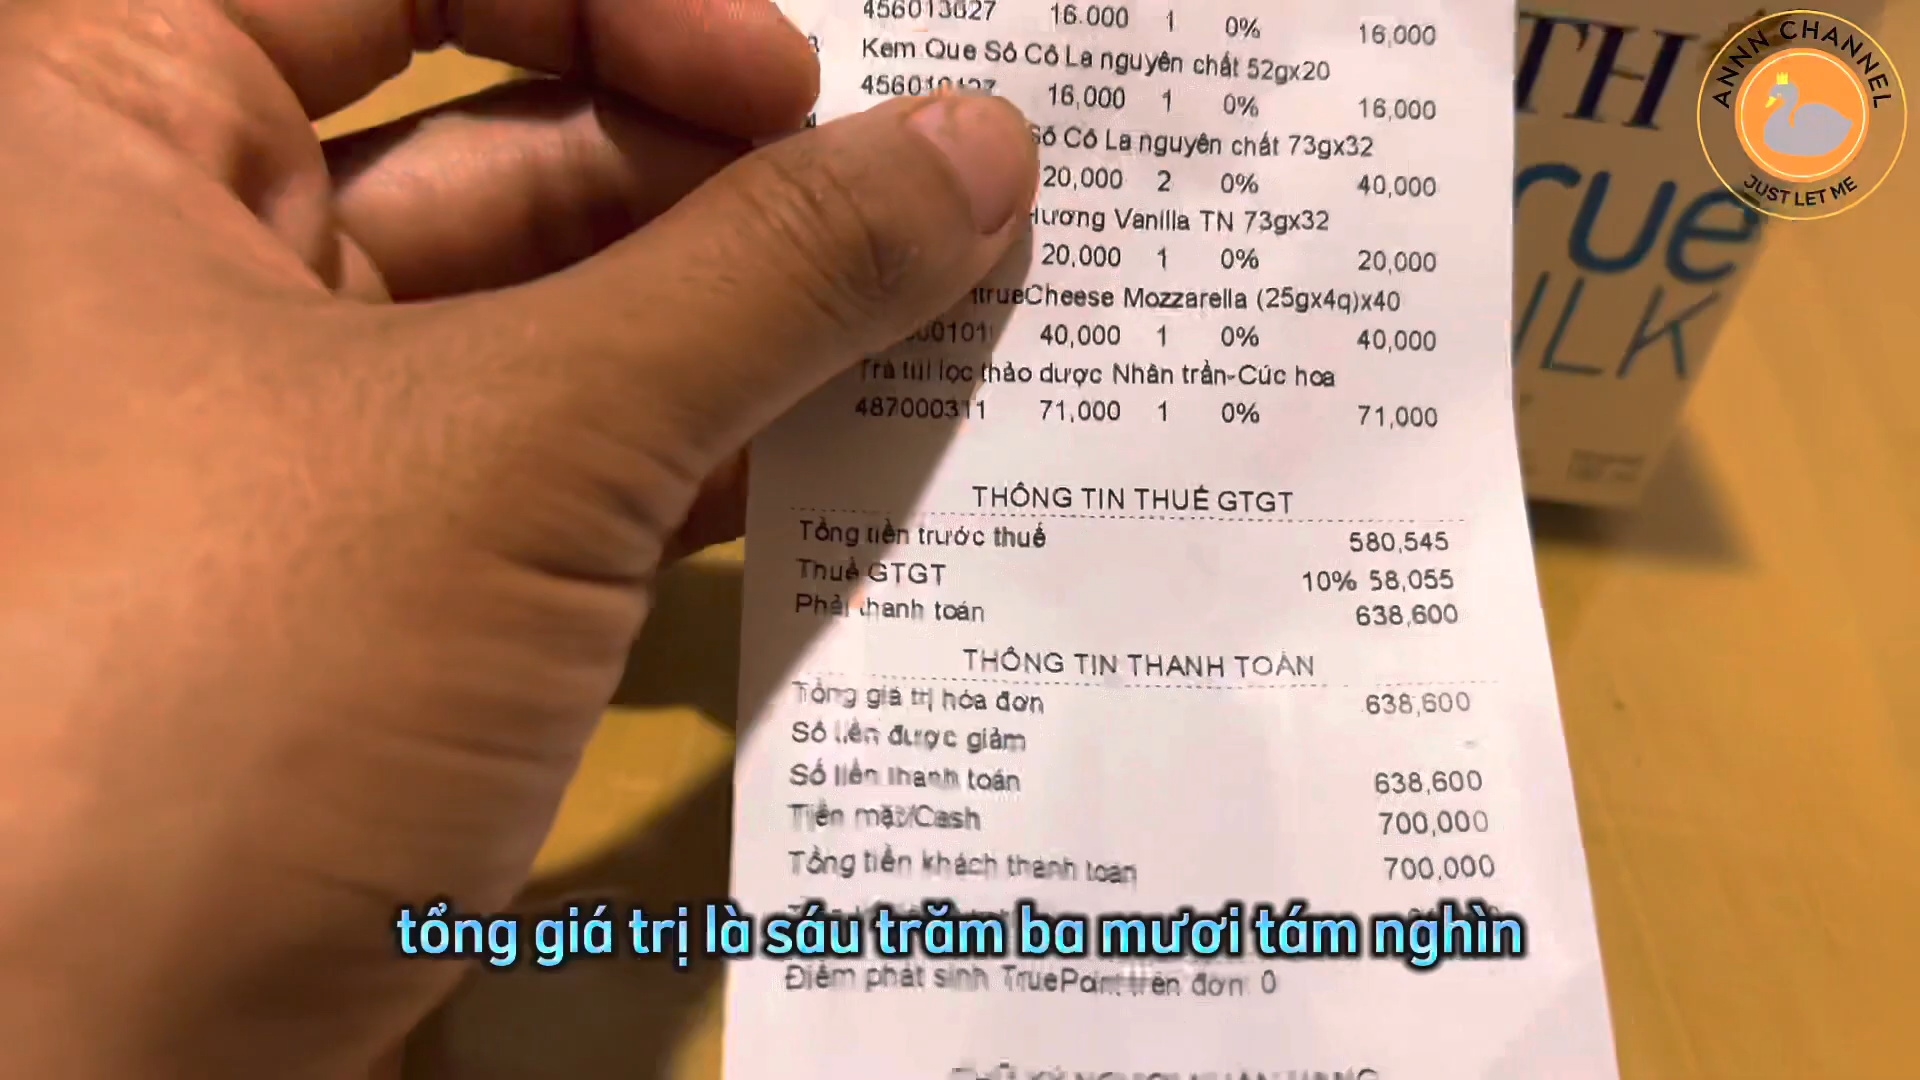 456013627 16.000 1 0% 16,000
Kem Que Sô Cô La nguyên chất 52gx20
16,000 1 0% 16,000
Sô Cô La nguyên chất 73gx32
20,000 2 0% 40,000
Hương Vanilla TN 73gx32
20,000 1 0% 20,000
trueCheese Mozzarella (25gx4q)x40
40,000 1 0% 40,000
Trà túi lọc thảo dược Nhân trần-Cúc hoa
487000311 71,000 1 0% 71,000
THÔNG TIN THUẾ GTGT
Tổng tiền trước thuế 580,545
Thuế GTGT 10% 58,055
Phải thanh toán 638,600
THÔNG TIN THANH TOÁN
Tổng giá trị hóa đơn 638,600
Số tiền được giảm
Số tiền thanh toán 638,600
Tiền mặt/Cash 700,000
Tổng tiền khách thanh toán 700,000
tổng giá trị là sáu trăm ba mươi tám nghìn
Điểm phát sinh TruePoint trên đơn: 0
TH
true
MILK
ANNN CHANNEL
JUST LET ME